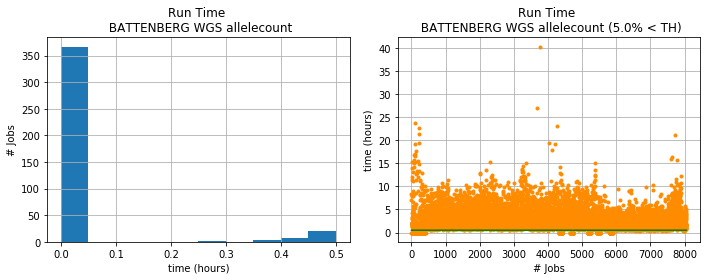 Run Time
BATTENBERG WGS allelecount
# Jobs
350
300
250
200
150
100
50
0
0.0 0.1 0.2 0.3 0.4 0.5
time (hours)
Run Time
BATTENBERG WGS allelecount (5.0% < TH)
time (hours)
40
35
30
25
20
15
10
5
0
0 1000 2000 3000 4000 5000 6000 7000 8000
# Jobs